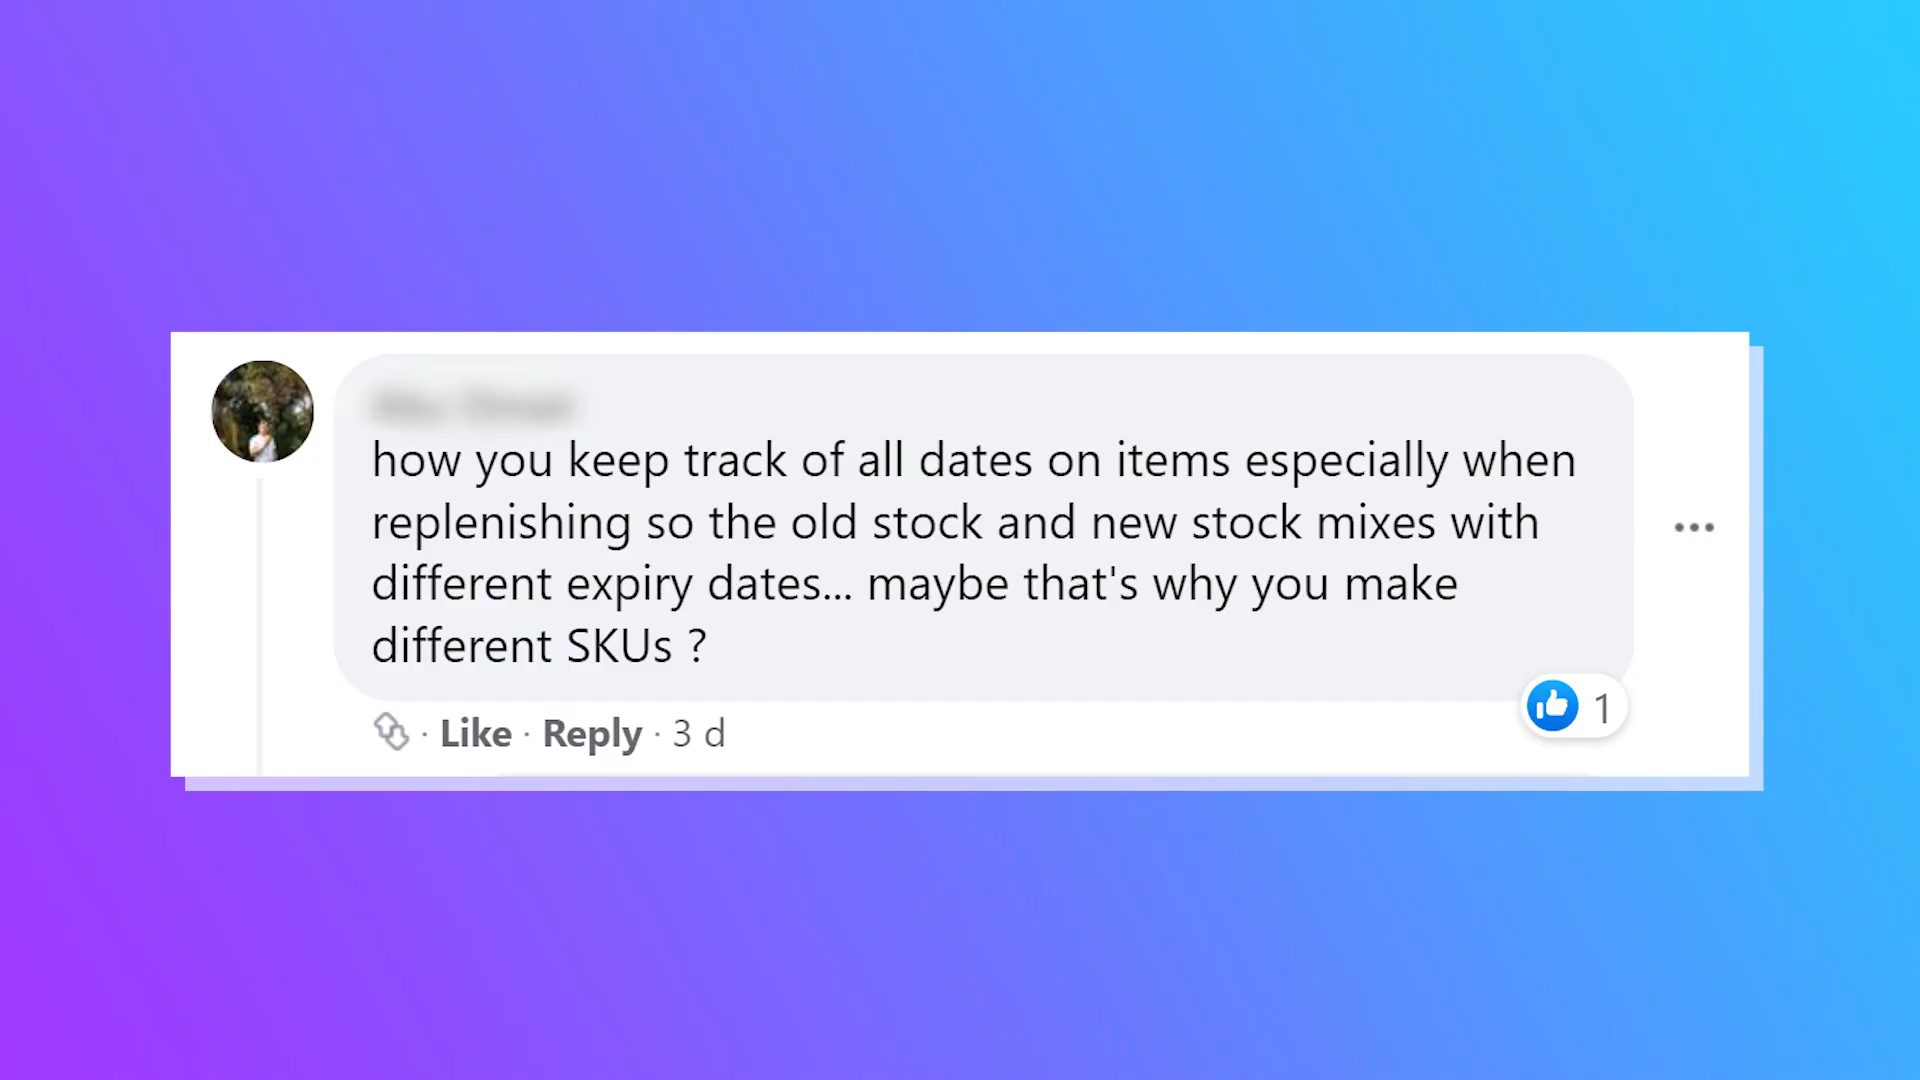 how you keep track of all dates on items especially when
replenishing so the old stock and new stock mixes with
different expiry dates... maybe that's why you make
different SKUs ?
· Like · Reply · 3 d
1